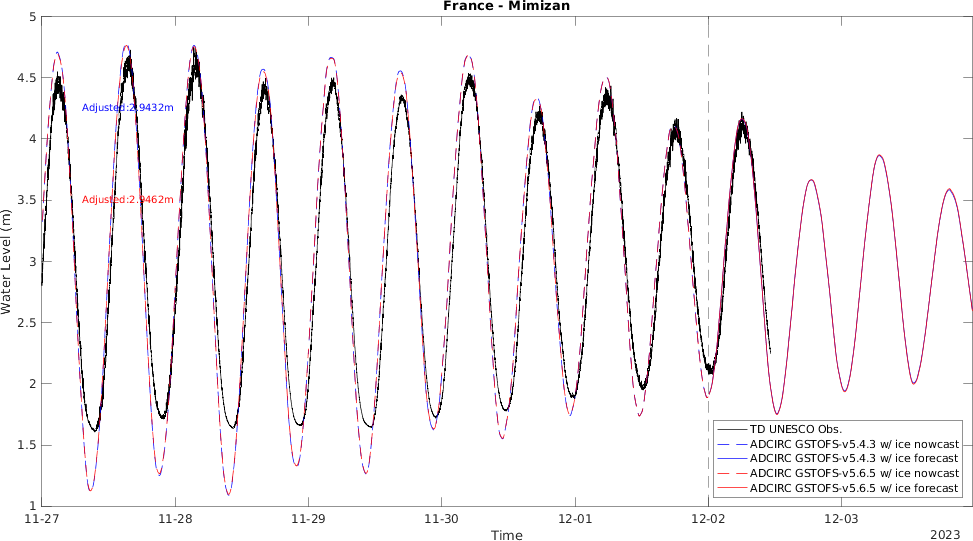 France - Mimizan
5
4.5
4
3.5
3
2.5
2
1.5
1
Water Level (m)
Adjusted:2.9432m
Adjusted:2.9462m
TD UNESCO Obs.
ADCIRC GSTOFS-v5.4.3 w/ ice nowcast
ADCIRC GSTOFS-v5.4.3 w/ ice forecast
ADCIRC GSTOFS-v5.6.5 w/ ice nowcast
ADCIRC GSTOFS-v5.6.5 w/ ice forecast
11-27 11-28 11-29 11-30 12-01 12-02 12-03
Time
2023